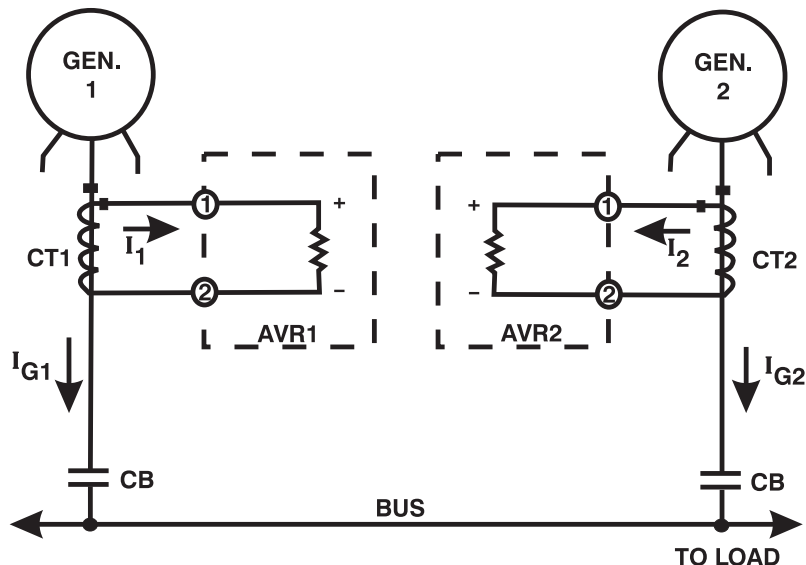 GEN.
1
GEN.
2
1
+
+
1
I1
I2
CT1
CT2
2
−
−
2
AVR1
AVR2
IG1
IG2
CB
CB
BUS
TO LOAD